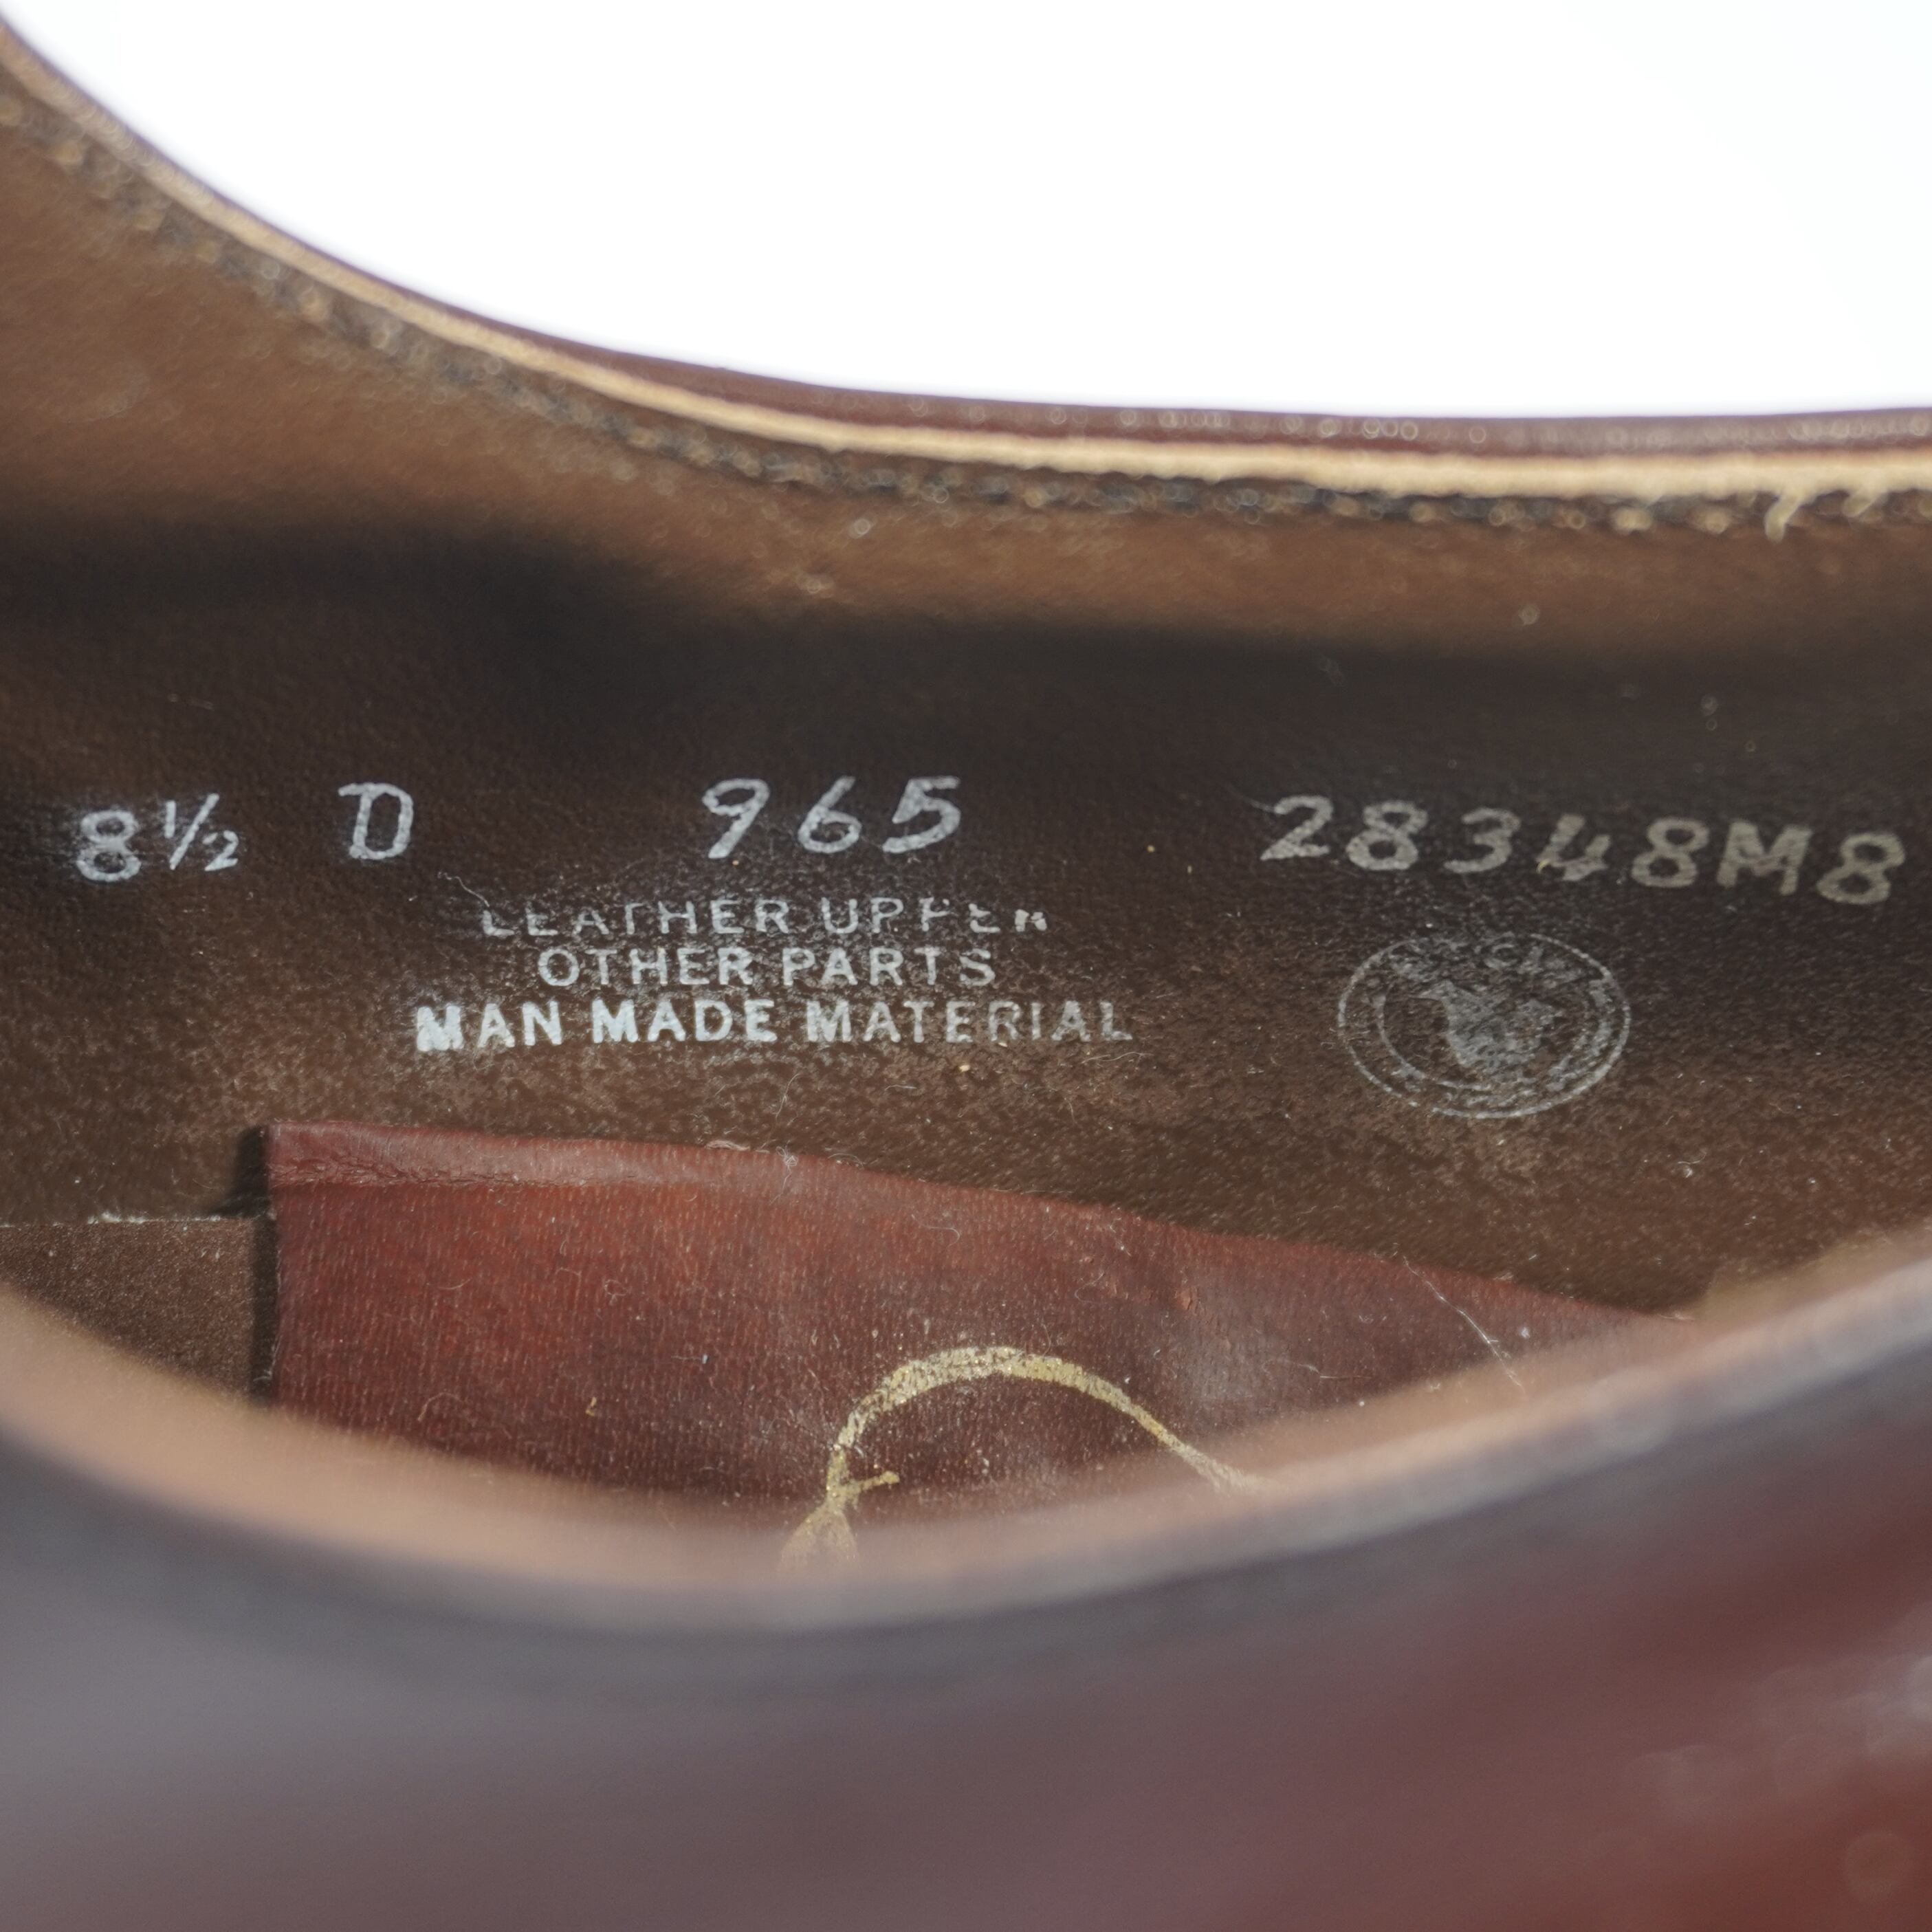 8½ D 965 28348M8
LEATHER UPPER
OTHER PARTS
MAN MADE MATERIAL